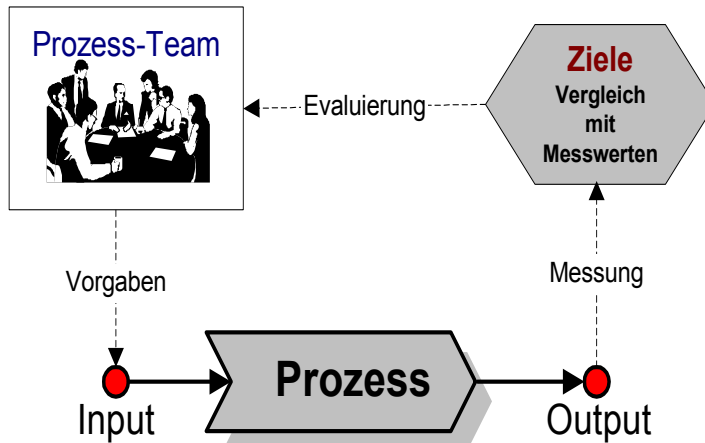 Prozess-Team
Ziele
Vergleich
mit
Messwerten
Evaluierung
Vorgaben
Messung
Prozess
Input
Output